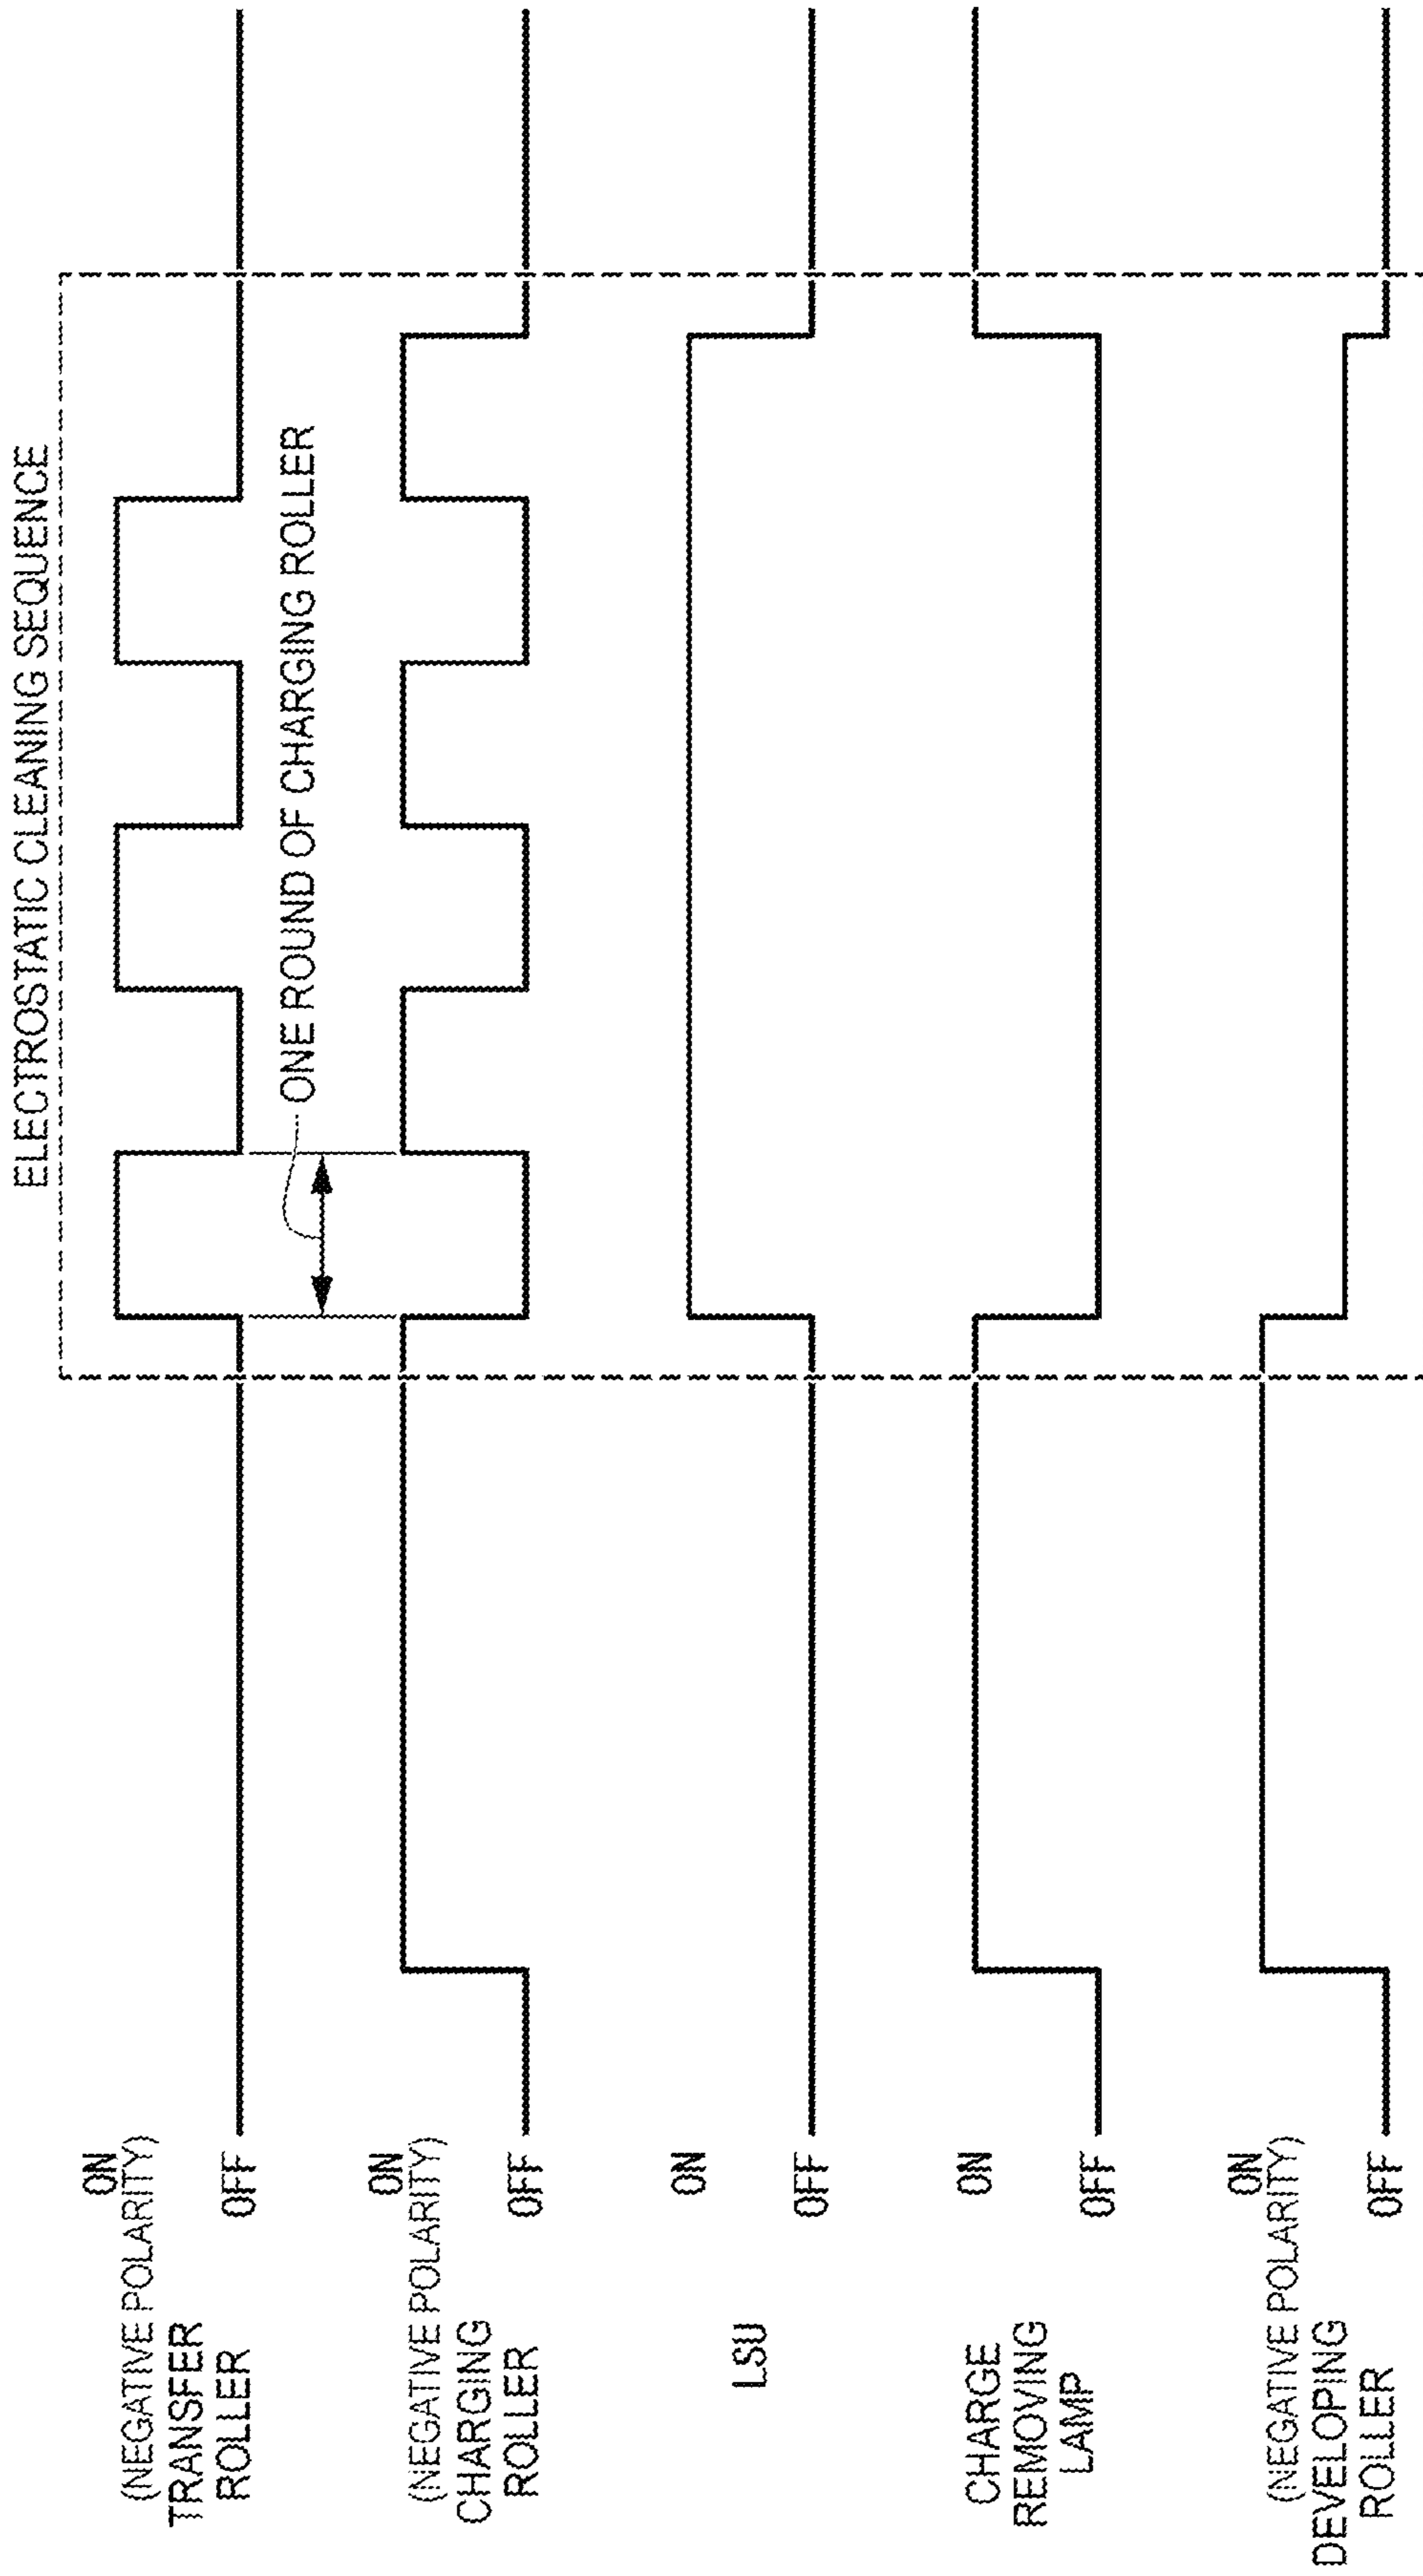 ELECTROSTATIC CLEANING SEQUENCE
ON
(NEGATIVE POLARITY)
TRANSFER
ROLLER
OFF
ONE ROUND OF CHARGING ROLLER
ON
(NEGATIVE POLARITY)
CHARGING
ROLLER
OFF
ON
LSU
OFF
ON
CHARGE
REMOVING
LAMP
OFF
ON
(NEGATIVE POLARITY)
DEVELOPING
ROLLER
OFF